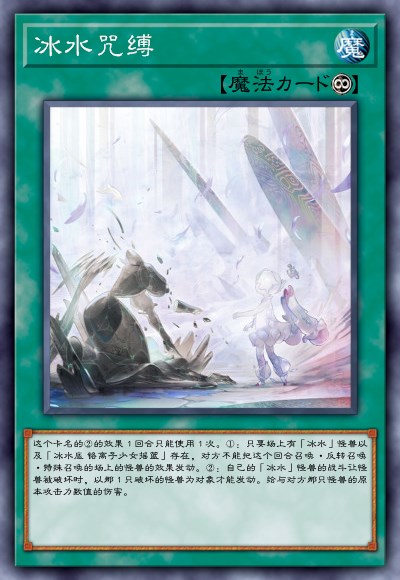 冰水咒缚
魔
【魔法カード】
まほう
这个卡名的②的效果1回合只能使用1次。①：只要场上有「冰水」怪兽以
及「冰水底 铬离子少女摇篮」存在，对方不能把这个回合召唤·反转召唤
·特殊召唤的场上的怪兽的效果发动。②：自己的「冰水」怪兽的战斗让怪
兽被破坏时，以那1只破坏的怪兽为对象才能发动。给与对方那只怪兽的原
本攻击力数值的伤害。